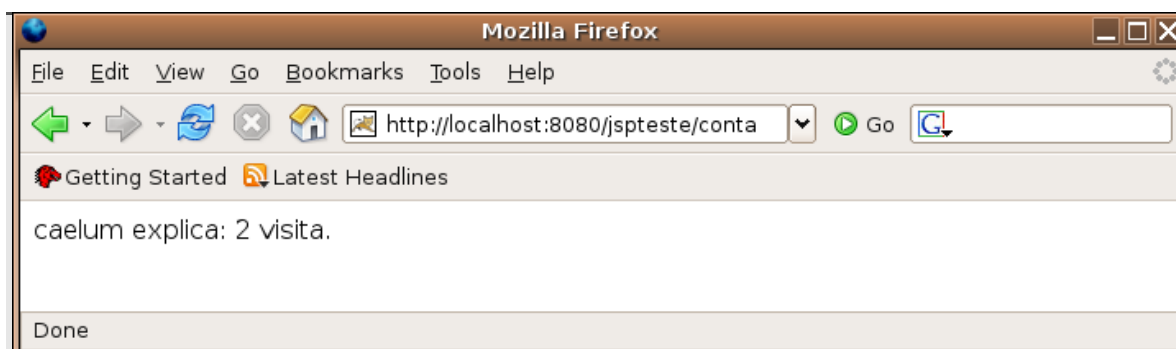 Mozilla Firefox
File Edit View Go Bookmarks Tools Help
http://localhost:8080/jspteste/conta Go G
Getting Started Latest Headlines
caelum explica: 2 visita.
Done